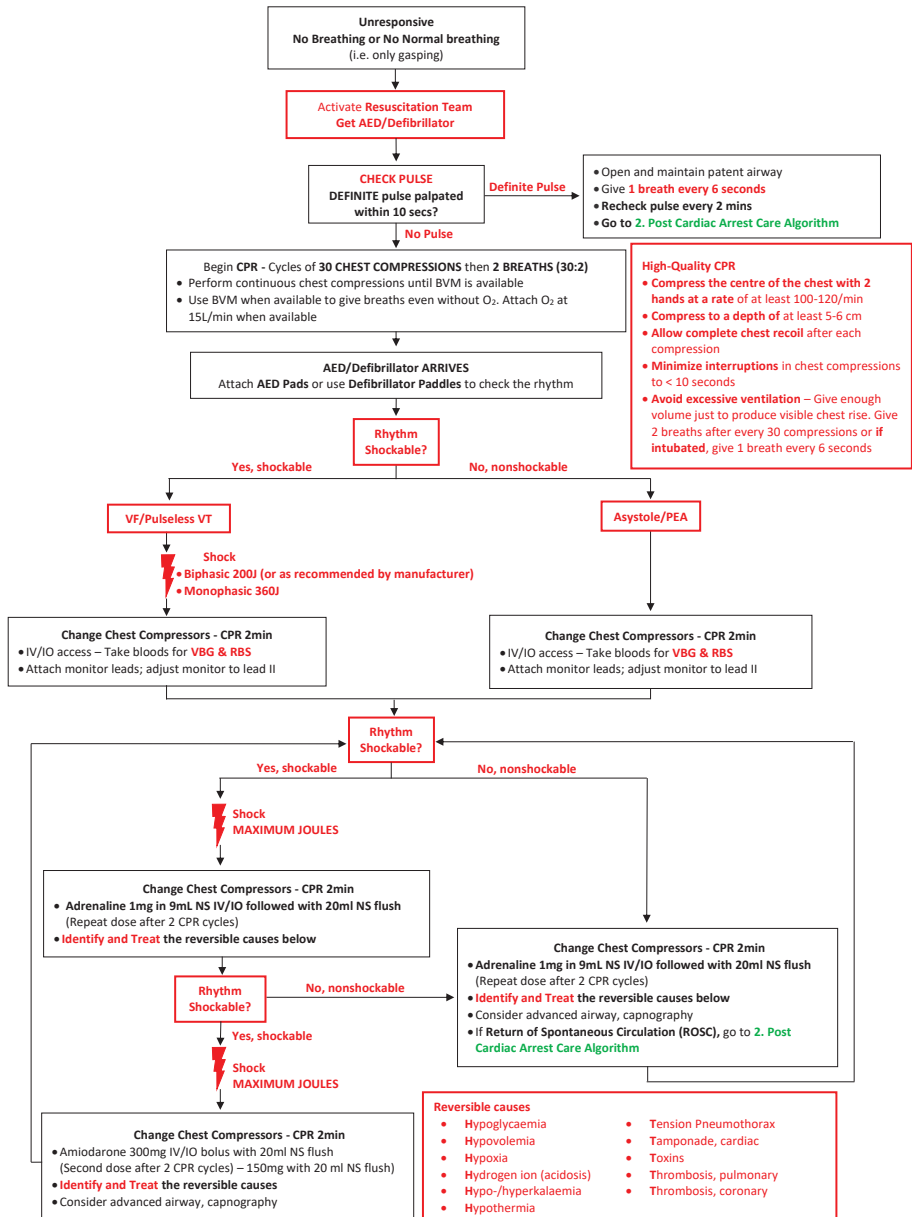 Unresponsive
No Breathing or No Normal breathing
(i.e. only gasping)
Activate Resuscitation Team
Get AED/Defibrillator
CHECK PULSE
DEFINITE pulse palpated
within 10 secs?
Definite Pulse
• Open and maintain patent airway
• Give 1 breath every 6 seconds
• Recheck pulse every 2 mins
• Go to 2. Post Cardiac Arrest Care Algorithm
No Pulse
Begin CPR - Cycles of 30 CHEST COMPRESSIONS then 2 BREATHS (30:2)
• Perform continuous chest compressions until BVM is available
• Use BVM when available to give breaths even without O₂. Attach O₂ at
15L/min when available
High-Quality CPR
• Compress the centre of the chest with 2
hands at a rate of at least 100-120/min
• Compress to a depth of at least 5-6 cm
• Allow complete chest recoil after each
compression
• Minimize interruptions in chest compressions
to < 10 seconds
• Avoid excessive ventilation – Give enough
volume just to produce visible chest rise. Give
2 breaths after every 30 compressions or if
intubated, give 1 breath every 6 seconds
AED/Defibrillator ARRIVES
Attach AED Pads or use Defibrillator Paddles to check the rhythm
Rhythm
Shockable?
Yes, shockable
No, nonshockable
VF/Pulseless VT
Asystole/PEA
Shock
• Biphasic 200J (or as recommended by manufacturer)
• Monophasic 360J
Change Chest Compressors - CPR 2min
• IV/IO access – Take bloods for VBG & RBS
• Attach monitor leads; adjust monitor to lead II
Change Chest Compressors - CPR 2min
• IV/IO access – Take bloods for VBG & RBS
• Attach monitor leads; adjust monitor to lead II
Rhythm
Shockable?
Yes, shockable
No, nonshockable
Shock
MAXIMUM JOULES
Change Chest Compressors - CPR 2min
• Adrenaline 1mg in 9mL NS IV/IO followed with 20ml NS flush
(Repeat dose after 2 CPR cycles)
• Identify and Treat the reversible causes below
Rhythm
Shockable?
No, nonshockable
Change Chest Compressors - CPR 2min
• Adrenaline 1mg in 9mL NS IV/IO followed with 20ml NS flush
(Repeat dose after 2 CPR cycles)
• Identify and Treat the reversible causes below
• Consider advanced airway, capnography
• If Return of Spontaneous Circulation (ROSC), go to 2. Post
Cardiac Arrest Care Algorithm
Yes, shockable
Shock
MAXIMUM JOULES
Change Chest Compressors - CPR 2min
• Amiodarone 300mg IV/IO bolus with 20ml NS flush
(Second dose after 2 CPR cycles) – 150mg with 20 ml NS flush)
• Identify and Treat the reversible causes
• Consider advanced airway, capnography
Reversible causes
• Hypoglycaemia
• Hypovolemia
• Hypoxia
• Hydrogen ion (acidosis)
• Hypo-/hyperkalaemia
• Hypothermia
• Tension Pneumothorax
• Tamponade, cardiac
• Toxins
• Thrombosis, pulmonary
• Thrombosis, coronary